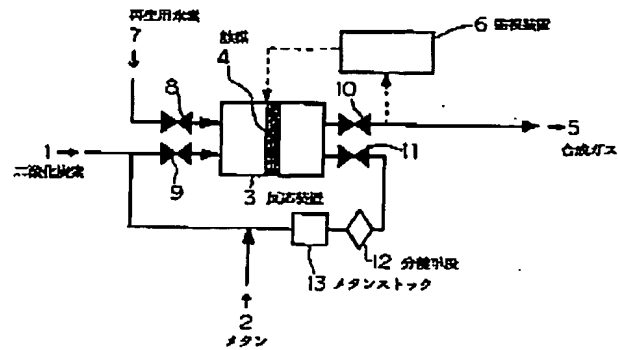 再生用水素
7
触媒
4
6 監視装置
8
10
1
二酸化炭素
5
合成ガス
9
3 反応装置
11
12 分離手段
13 メタンストック
2
メタン